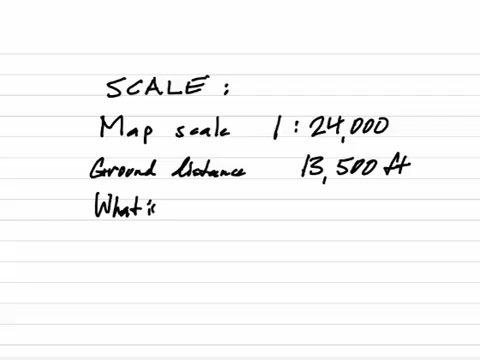 SCALE :
Map scale 1 : 24,000
Ground distance 13,500 ft
What is